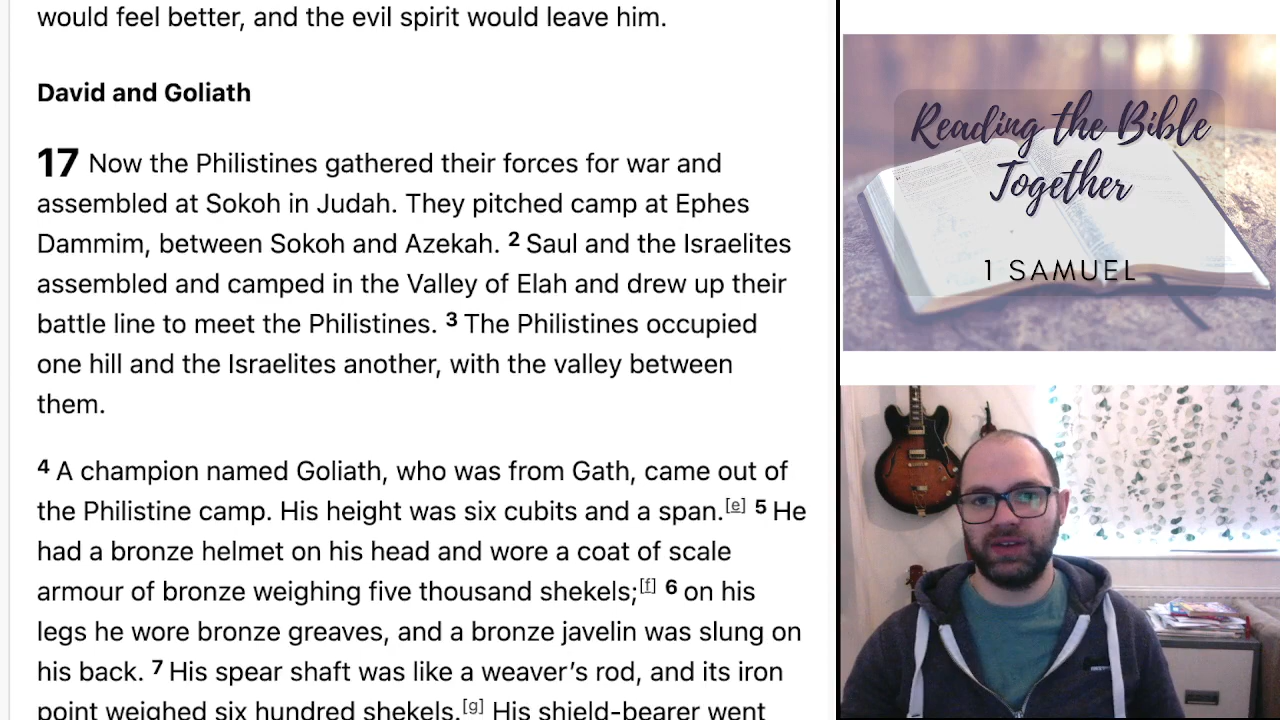 would feel better, and the evil spirit would leave him.
David and Goliath
17 Now the Philistines gathered their forces for war and
assembled at Sokoh in Judah. They pitched camp at Ephes
Dammim, between Sokoh and Azekah. 2 Saul and the Israelites
assembled and camped in the Valley of Elah and drew up their
battle line to meet the Philistines. 3 The Philistines occupied
one hill and the Israelites another, with the valley between
them.
4 A champion named Goliath, who was from Gath, came out of
the Philistine camp. His height was six cubits and a span.[e] 5 He
had a bronze helmet on his head and wore a coat of scale
armour of bronze weighing five thousand shekels;[f] 6 on his
legs he wore bronze greaves, and a bronze javelin was slung on
his back. 7 His spear shaft was like a weaver’s rod, and its iron
point weighed six hundred shekels.[g] His shield-bearer went
Reading the Bible
Together
1 SAMUEL